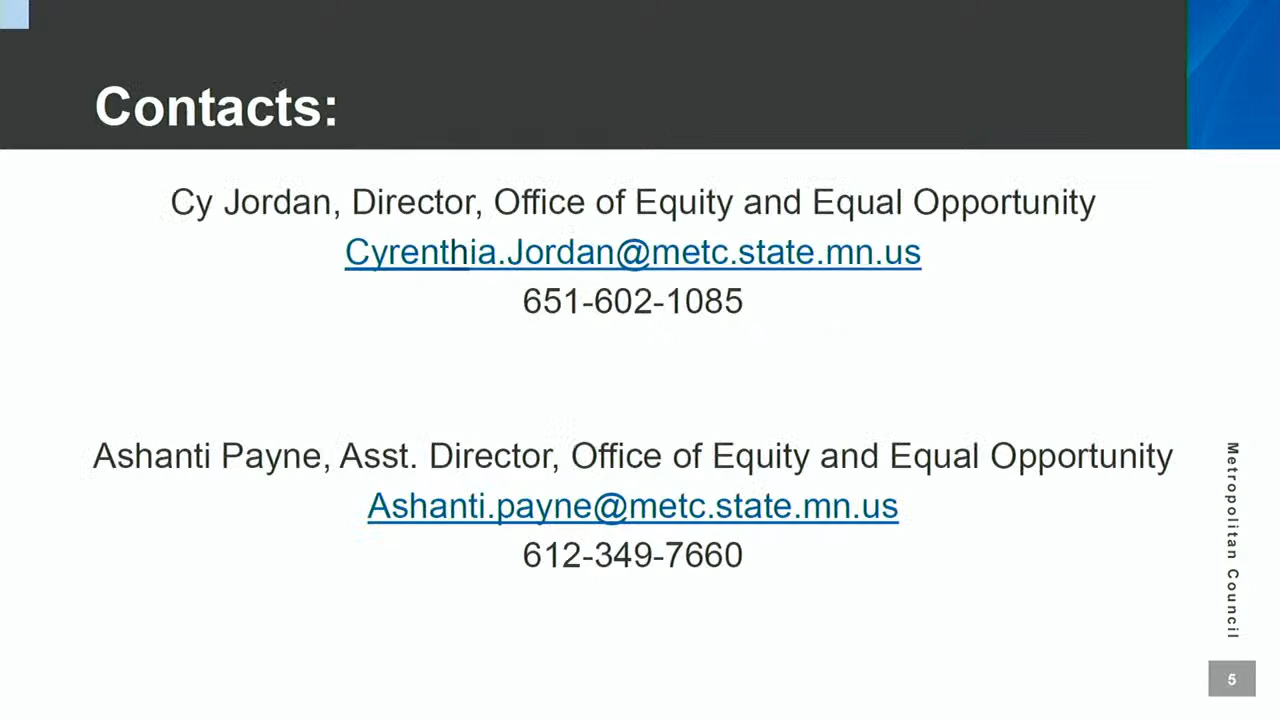 Contacts:
Cy Jordan, Director, Office of Equity and Equal Opportunity
Cyrenthia.Jordan@metc.state.mn.us
651-602-1085
Ashanti Payne, Asst. Director, Office of Equity and Equal Opportunity
Ashanti.payne@metc.state.mn.us
612-349-7660
Metropolitan Council
5